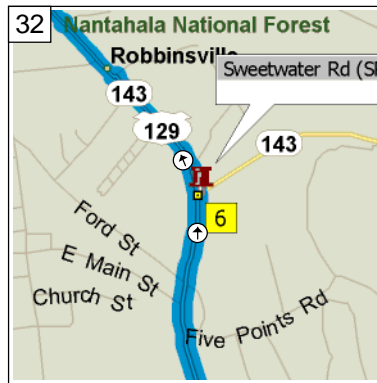 32
Nantahala National Forest
Robbinsville
Sweetwater Rd (S
143
129
143
6
Ford St
E Main St
Church St
Five Points Rd